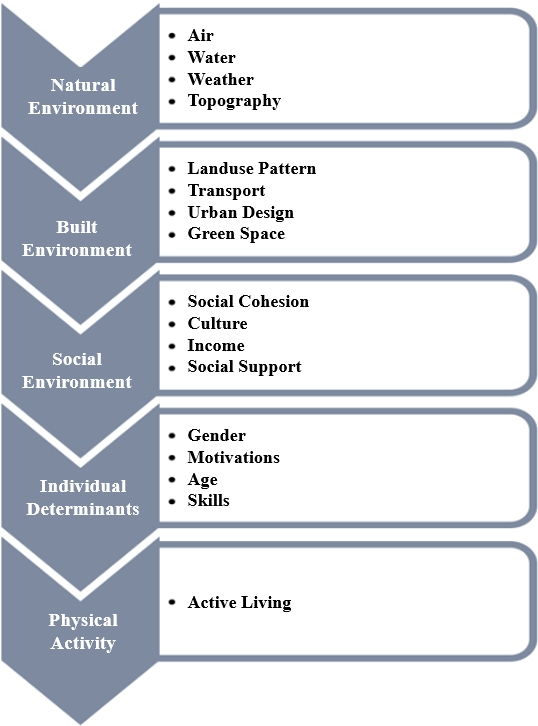 Natural
Environment
• Air
• Water
• Weather
• Topography
Built
Environment
• Landuse Pattern
• Transport
• Urban Design
• Green Space
Social
Environment
• Social Cohesion
• Culture
• Income
• Social Support
Individual
Determinants
• Gender
• Motivations
• Age
• Skills
Physical
Activity
• Active Living